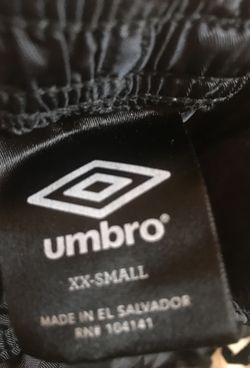 umbro®
XX-SMALL
MADE IN EL SALVADOR
RN# 104141